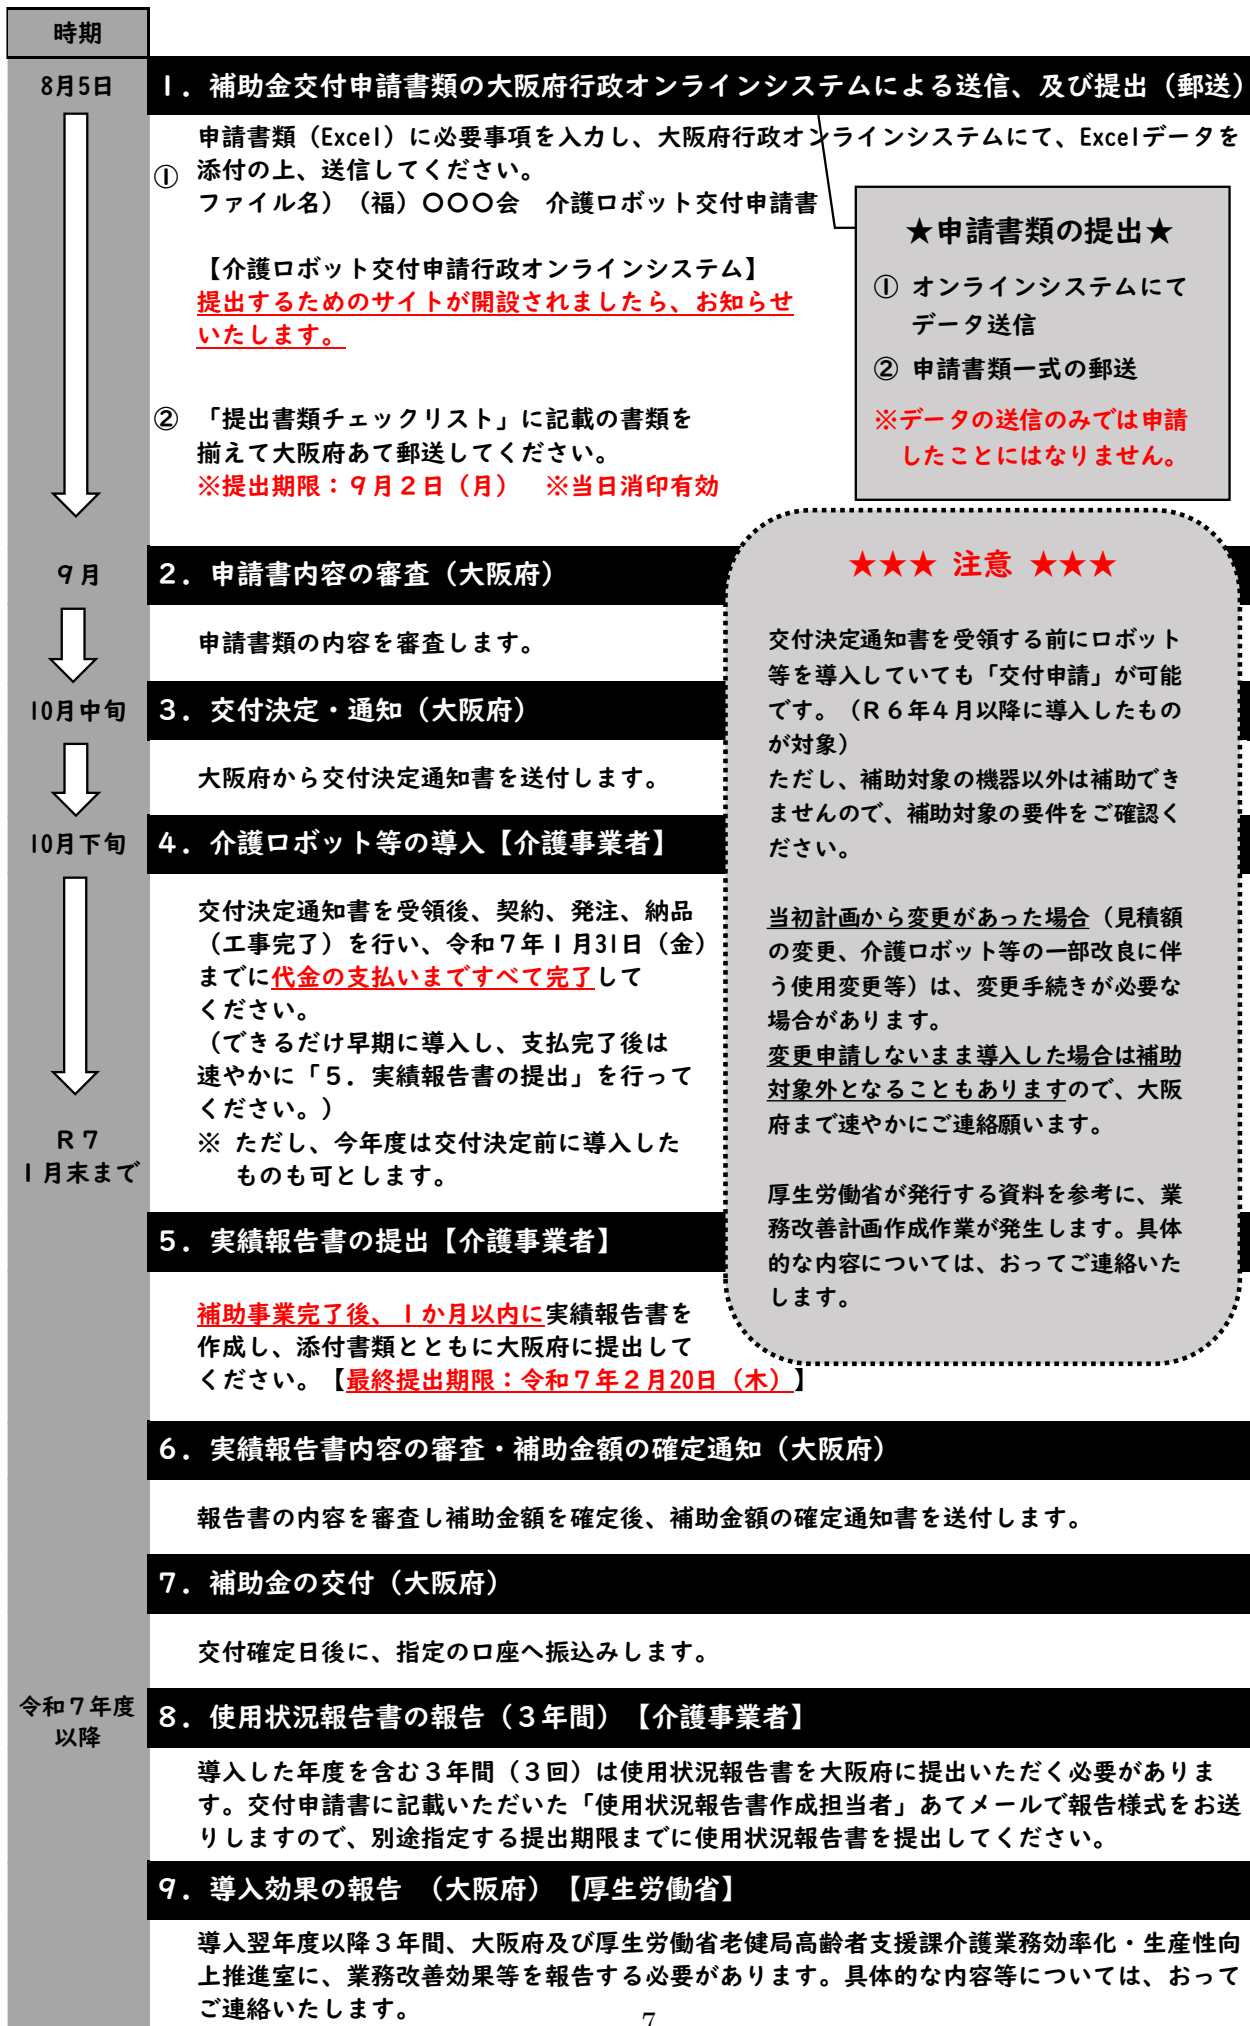 時期
8月5日
１．補助金交付申請書類の大阪府行政オンラインシステムによる送信、及び提出（郵送）
申請書類（Excel）に必要事項を入力し、大阪府行政オンラインシステムにて、Excelデータを
① 添付の上、送信してください。
ファイル名）（福）〇〇〇会　介護ロボット交付申請書
【介護ロボット交付申請行政オンラインシステム】
提出するためのサイトが開設されましたら、お知らせ
いたします。
② 「提出書類チェックリスト」に記載の書類を
揃えて大阪府あて郵送してください。
※提出期限：９月２日（月）　※当日消印有効
★申請書類の提出★
① オンラインシステムにて
データ送信
② 申請書類一式の郵送
※データの送信のみでは申請
したことにはなりません。
９月
２．申請書内容の審査（大阪府）
申請書類の内容を審査します。
10月中旬
３．交付決定・通知（大阪府）
大阪府から交付決定通知書を送付します。
10月下旬
４．介護ロボット等の導入【介護事業者】
交付決定通知書を受領後、契約、発注、納品
（工事完了）を行い、令和７年１月31日（金）
までに代金の支払いまですべて完了して
ください。
（できるだけ早期に導入し、支払完了後は
速やかに「５．実績報告書の提出」を行って
ください。）
※ ただし、今年度は交付決定前に導入した
ものも可とします。
Ｒ７
１月末まで
★★★ 注意 ★★★
交付決定通知書を受領する前にロボット
等を導入していても「交付申請」が可能
です。（Ｒ６年４月以降に導入したもの
が対象）
ただし、補助対象の機器以外は補助でき
ませんので、補助対象の要件をご確認く
ださい。
当初計画から変更があった場合（見積額
の変更、介護ロボット等の一部改良に伴
う使用変更等）は、変更手続きが必要な
場合があります。
変更申請しないまま導入した場合は補助
対象外となることもありますので、大阪
府まで速やかにご連絡願います。
厚生労働省が発行する資料を参考に、業
務改善計画作成作業が発生します。具体
的な内容については、おってご連絡いた
します。
５．実績報告書の提出【介護事業者】
補助事業完了後、１か月以内に実績報告書を
作成し、添付書類とともに大阪府に提出して
ください。【最終提出期限：令和７年２月20日（木）】
６．実績報告書内容の審査・補助金額の確定通知（大阪府）
報告書の内容を審査し補助金額を確定後、補助金額の確定通知書を送付します。
７．補助金の交付（大阪府）
交付確定日後に、指定の口座へ振込みします。
令和７年度
以降
８．使用状況報告書の報告（３年間）【介護事業者】
導入した年度を含む３年間（３回）は使用状況報告書を大阪府に提出いただく必要がありま
す。交付申請書に記載いただいた「使用状況報告書作成担当者」あてメールで報告様式をお送
りしますので、別途指定する提出期限までに使用状況報告書を提出してください。
９．導入効果の報告　（大阪府）【厚生労働省】
導入翌年度以降３年間、大阪府及び厚生労働省老健局高齢者支援課介護業務効率化・生産性向
上推進室に、業務改善効果等を報告する必要があります。具体的な内容等については、おって
ご連絡いたします。
7